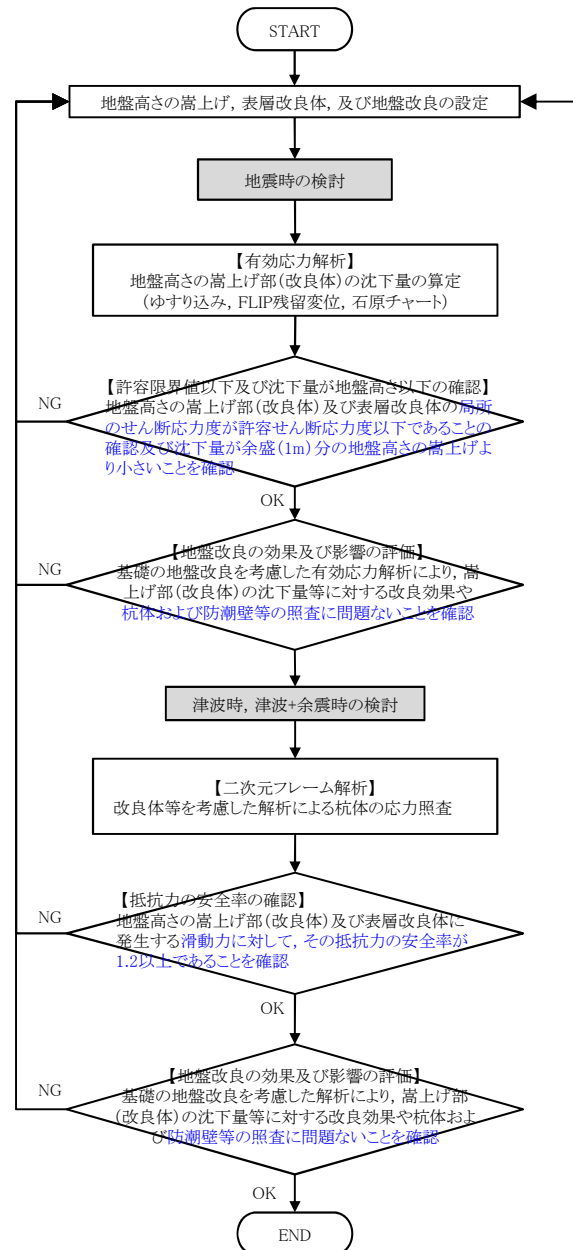 START
地盤高さの嵩上げ, 表層改良体, 及び地盤改良の設定
地震時の検討
【有効応力解析】
地盤高さの嵩上げ部(改良体)の沈下量の算定
(ゆすり込み, FLIP残留変位, 石原チャート)
【許容限界値以下及び沈下量が地盤高さ以下の確認】
NG
地盤高さの嵩上げ部(改良体)及び表層改良体の局所
のせん断応力度が許容せん断応力度以下であることの
確認及び沈下量が余盛(1m)分の地盤高さの嵩上げよ
り小さいことを確認
OK
【地盤改良の効果及び影響の評価】
NG
基礎の地盤改良を考慮した有効応力解析により, 嵩
上げ部(改良体)の沈下量等に対する改良効果や
杭体および防潮壁等の照査に問題ないことを確認
OK
津波時, 津波+余震時の検討
【二次元フレーム解析】
改良体等を考慮した解析による杭体の応力照査
【抵抗力の安全率の確認】
NG
地盤高さの嵩上げ部(改良体)及び表層改良体に
発生する滑動力に対して, その抵抗力の安全率が
1.2以上であることを確認
OK
【地盤改良の効果及び影響の評価】
NG
基礎の地盤改良を考慮した解析により, 嵩上げ部
(改良体)の沈下量等に対する改良効果や杭体およ
び防潮壁等の照査に問題ないことを確認
OK
END